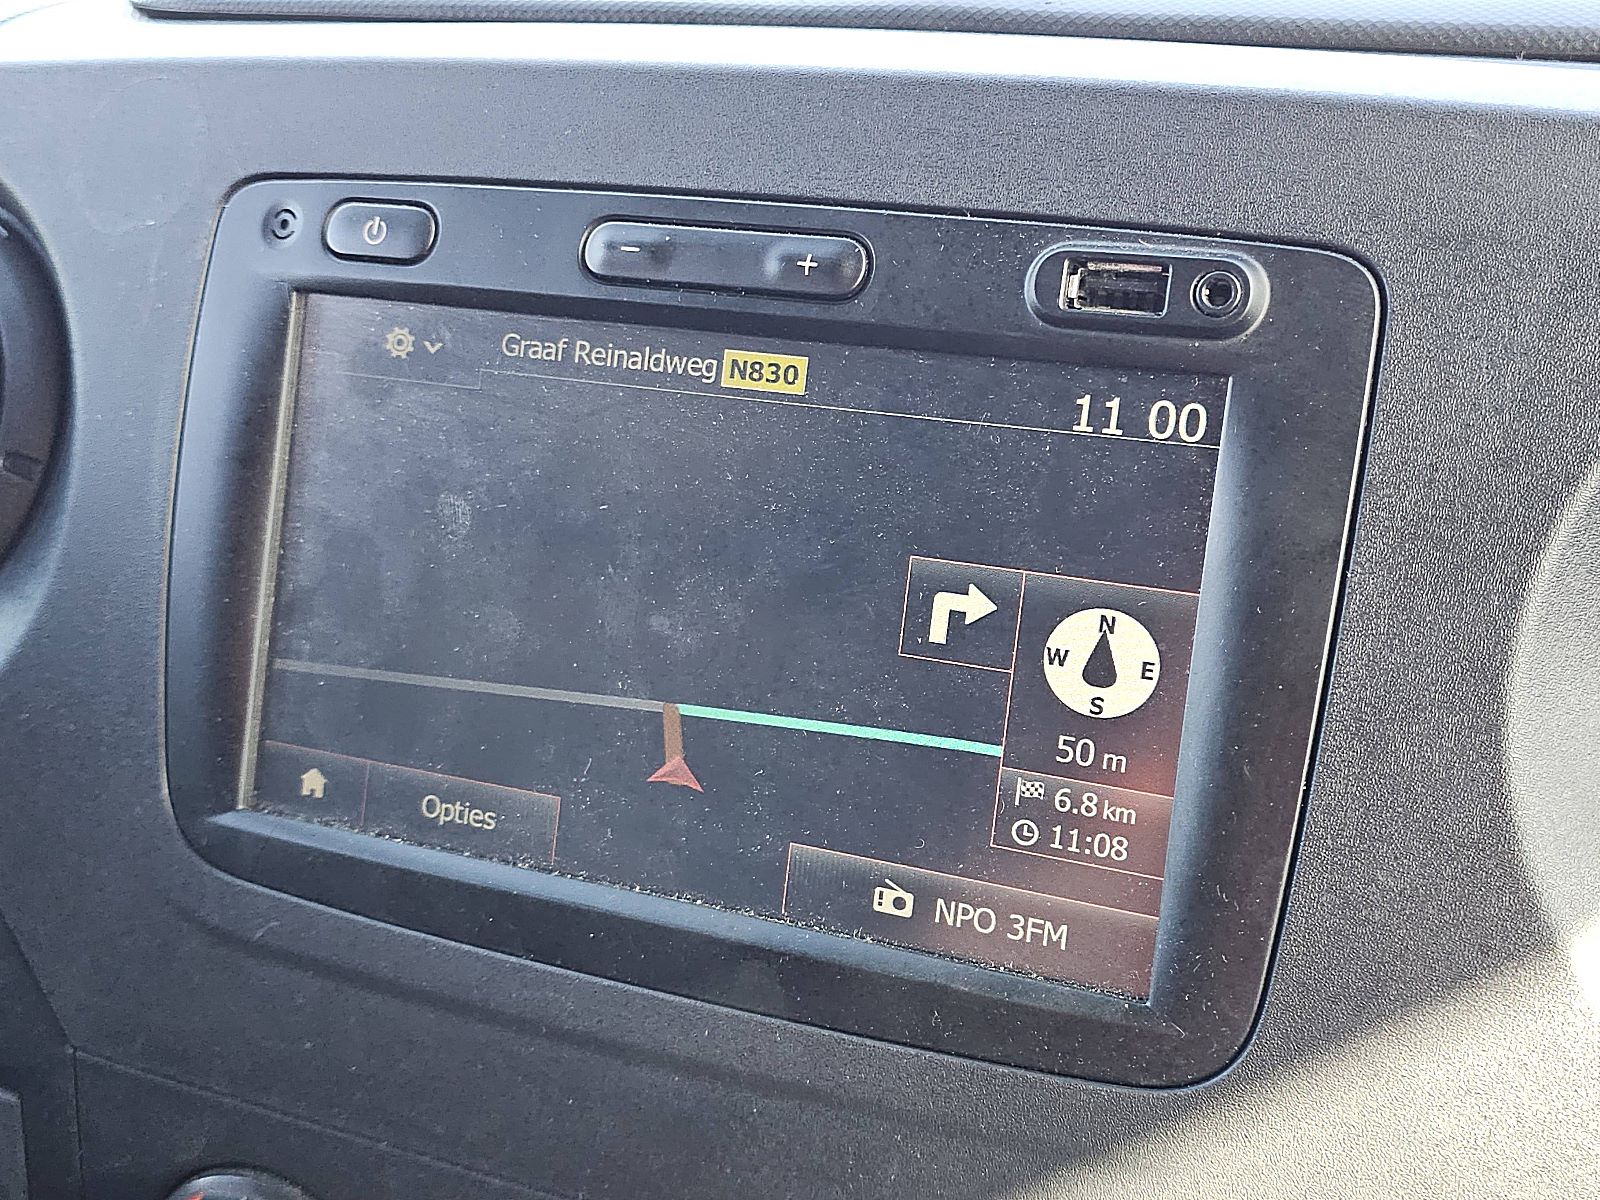 − +
Graaf Reinaldweg N830
11 00
N
W E
S
50 m
6.8 km
11:08
Opties
NPO 3FM